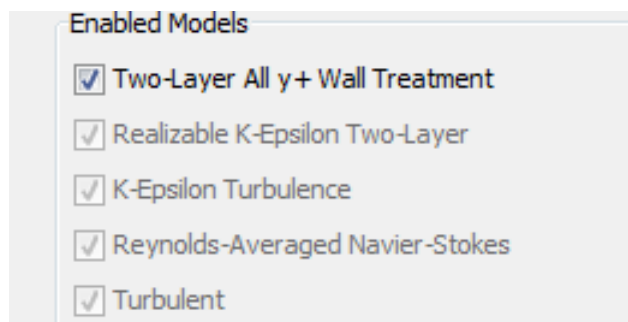 Enabled Models
Two-Layer All y+ Wall Treatment
Realizable K-Epsilon Two-Layer
K-Epsilon Turbulence
Reynolds-Averaged Navier-Stokes
Turbulent